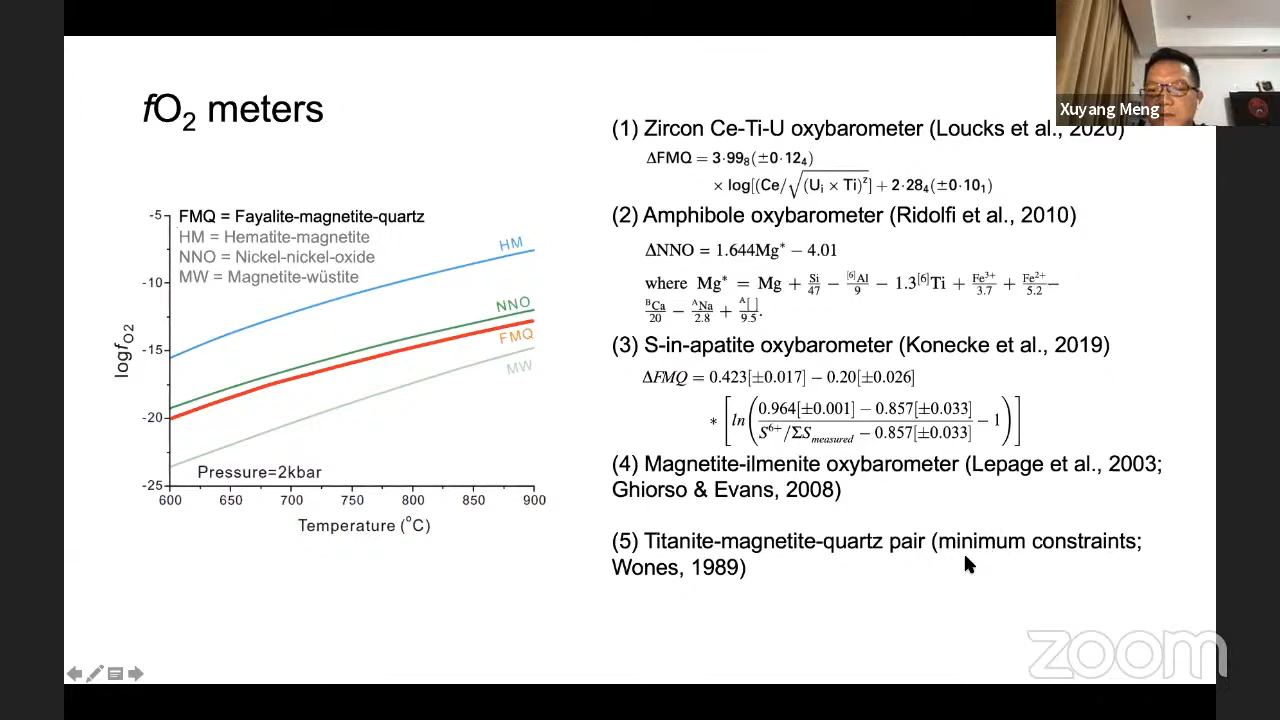 fO₂ meters
Xuyang Meng
(1) Zircon Ce-Ti-U oxybarometer (Loucks et al., 2020)
ΔFMQ = 3·99₈(±0·12₄)
× log[(Ce/√(Uᵢ × Ti)ᶻ] + 2·28₄(±0·10₁)
(2) Amphibole oxybarometer (Ridolfi et al., 2010)
ΔNNO = 1.644Mg* − 4.01
where Mg* = Mg + Si/47 − [6]Al/9 − 1.3[6]Ti + Fe³⁺/3.7 + Fe²⁺/5.2 −
BCa/20 − ANa/2.8 + A[ ]/9.5.
(3) S-in-apatite oxybarometer (Konecke et al., 2019)
ΔFMQ = 0.423[±0.017] − 0.20[±0.026]
* [ln(0.964[±0.001] − 0.857[±0.033] / S⁶⁺/ΣSmeasured − 0.857[±0.033] − 1)]
(4) Magnetite-ilmenite oxybarometer (Lepage et al., 2003;
Ghiorso & Evans, 2008)
(5) Titanite-magnetite-quartz pair (minimum constraints;
Wones, 1989)
FMQ = Fayalite-magnetite-quartz
HM = Hematite-magnetite
NNO = Nickel-nickel-oxide
MW = Magnetite-wüstite
HM
NNO
FMQ
MW
Pressure=2kbar
logfO₂
-5
-10
-15
-20
-25
600 650 700 750 800 850 900
Temperature (°C)
zoom